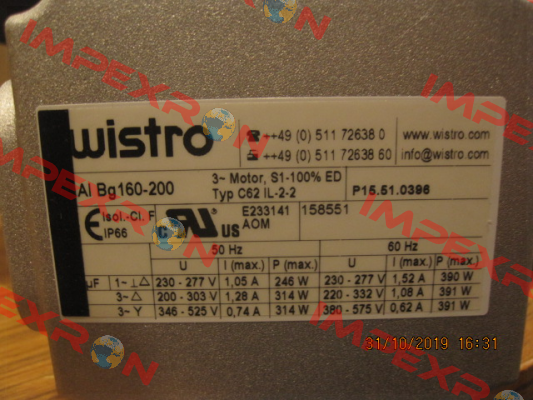 wistro
☎ ++49 (0) 511 72638 0 www.wistro.com
++49 (0) 511 72638 60 info@wistro.com
AI Bg160-200 3~ Motor, S1-100% ED
Typ C62 IL-2-2 P15.51.0396
CE Isol.-Cl. F IP66 c UR US E233141 AOM 158551
50 Hz 60 Hz
U I (max.) P (max.) U I (max.) P (max.)
µF 1~ ⊥△ 230 - 277 V 1,05 A 246 W 230 - 277 V 1,52 A 390 W
3~ △ 200 - 303 V 1,28 A 314 W 220 - 332 V 1,08 A 391 W
3~ Y 346 - 525 V 0,74 A 314 W 380 - 575 V 0,62 A 391 W
31/10/2019 16:31
IMPEXRON
IMPEXRON
IMPEXRON
IMPEXRON
IMPEXRON